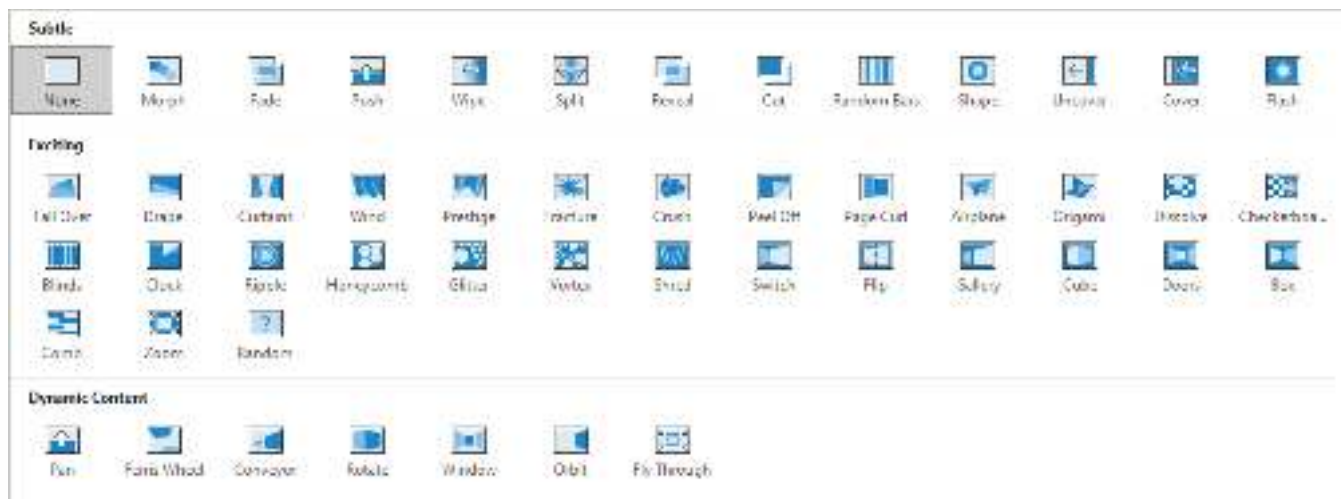 Subtle
None Morph Fade Push Wipe Split Reveal Cut Random Bars Shape Uncover Cover Flash
Exciting
Fall Over Drape Curtains Wind Prestige Fracture Crush Peel Off Page Curl Airplane Origami Dissolve Checkerboa...
Blinds Clock Ripple Honeycomb Glitter Vortex Shred Switch Flip Gallery Cube Doors Box
Comb Zoom Random
Dynamic Content
Pan Ferris Wheel Conveyor Rotate Window Orbit Fly Through